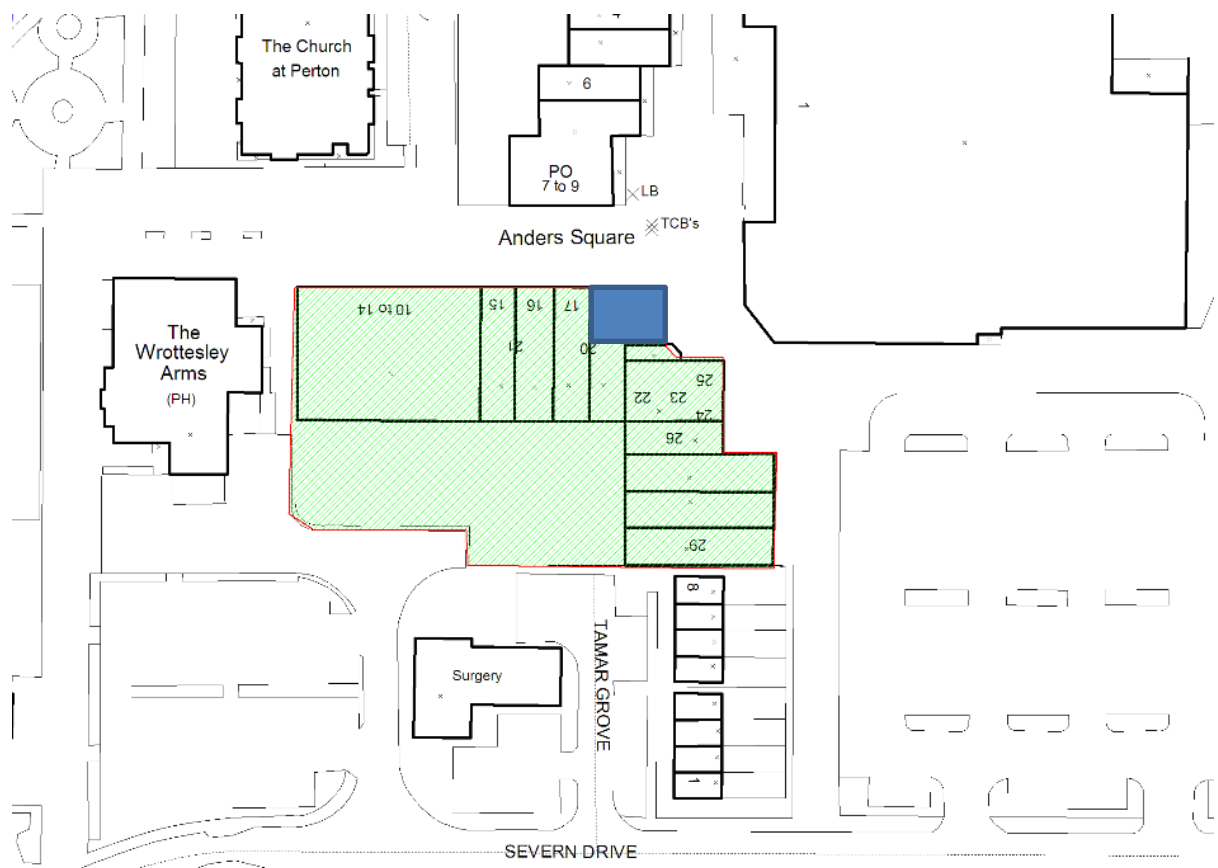 The Church
at Perton
6
PO
7 to 9
LB
TCB's
1
Anders Square
10 to 14
15
16
17
21
20
The
Wrottesley
Arms
(PH)
22
23
24
25
26
29
8
1
TAMAR GROVE
Surgery
SEVERN DRIVE